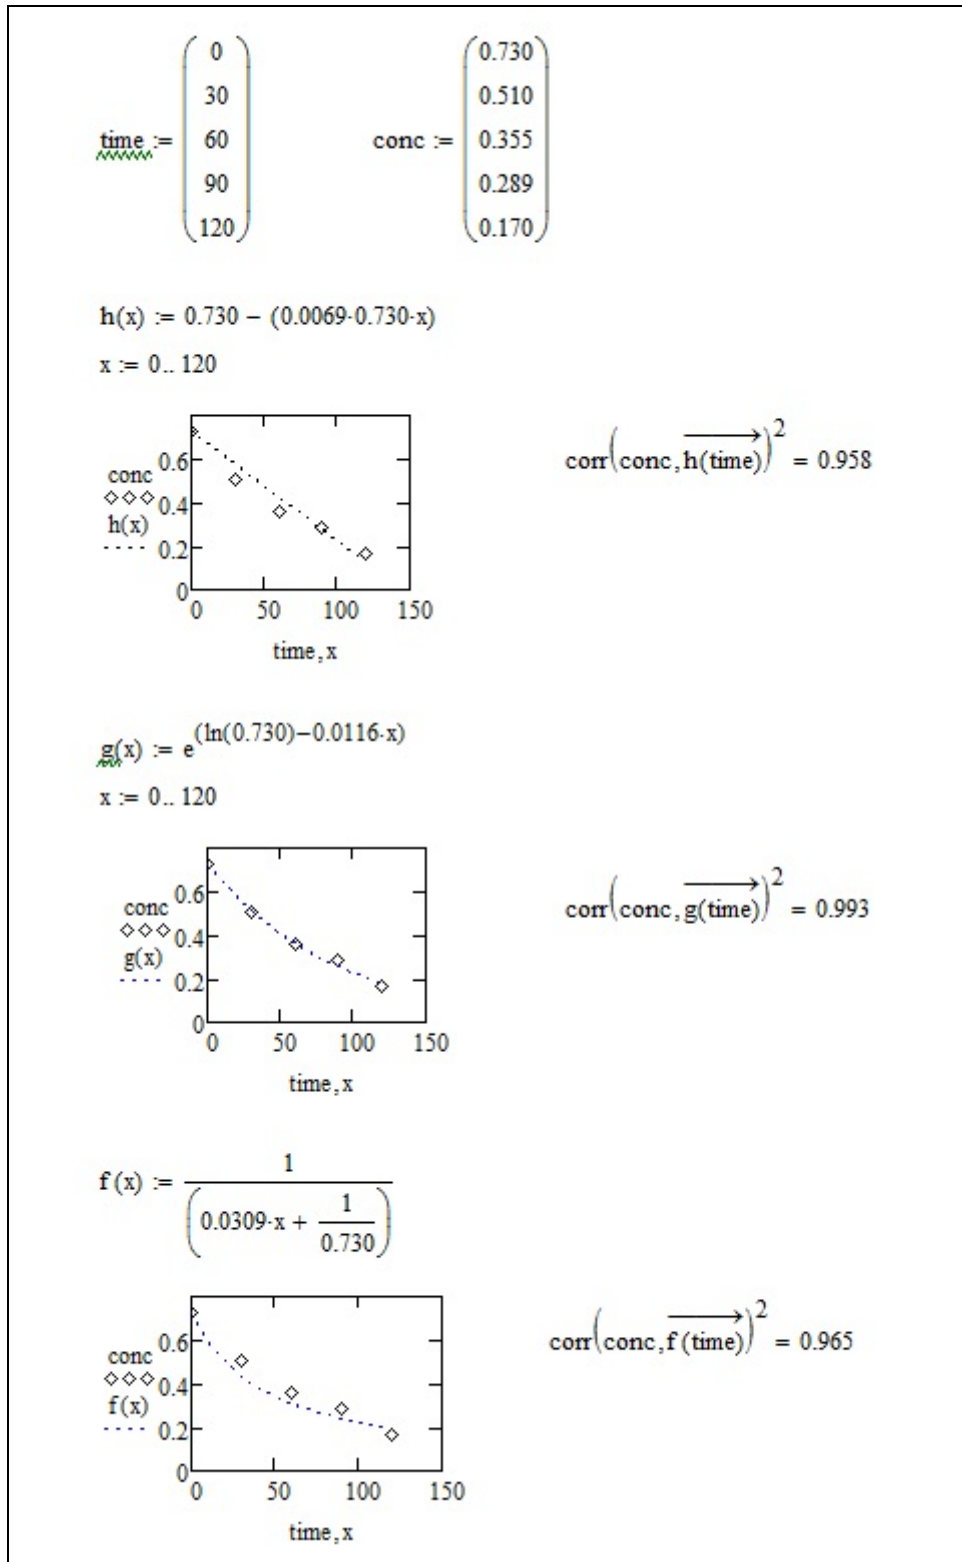 time := ( 0 30 60 90 120 )
conc := ( 0.730 0.510 0.355 0.289 0.170 )
h(x) := 0.730 − (0.0069·0.730·x)
x := 0.. 120
0.6
0.4
0.2
0
conc
h(x)
0 50 100 150
time,x
corr(conc,h(time))2 = 0.958
g(x) := e(ln(0.730)−0.0116·x)
x := 0.. 120
0.6
0.4
0.2
0
conc
g(x)
0 50 100 150
time,x
corr(conc,g(time))2 = 0.993
f(x) := 1
(0.0309·x + 1
0.730)
0.6
0.4
0.2
0
conc
f(x)
0 50 100 150
time,x
corr(conc,f(time))2 = 0.965